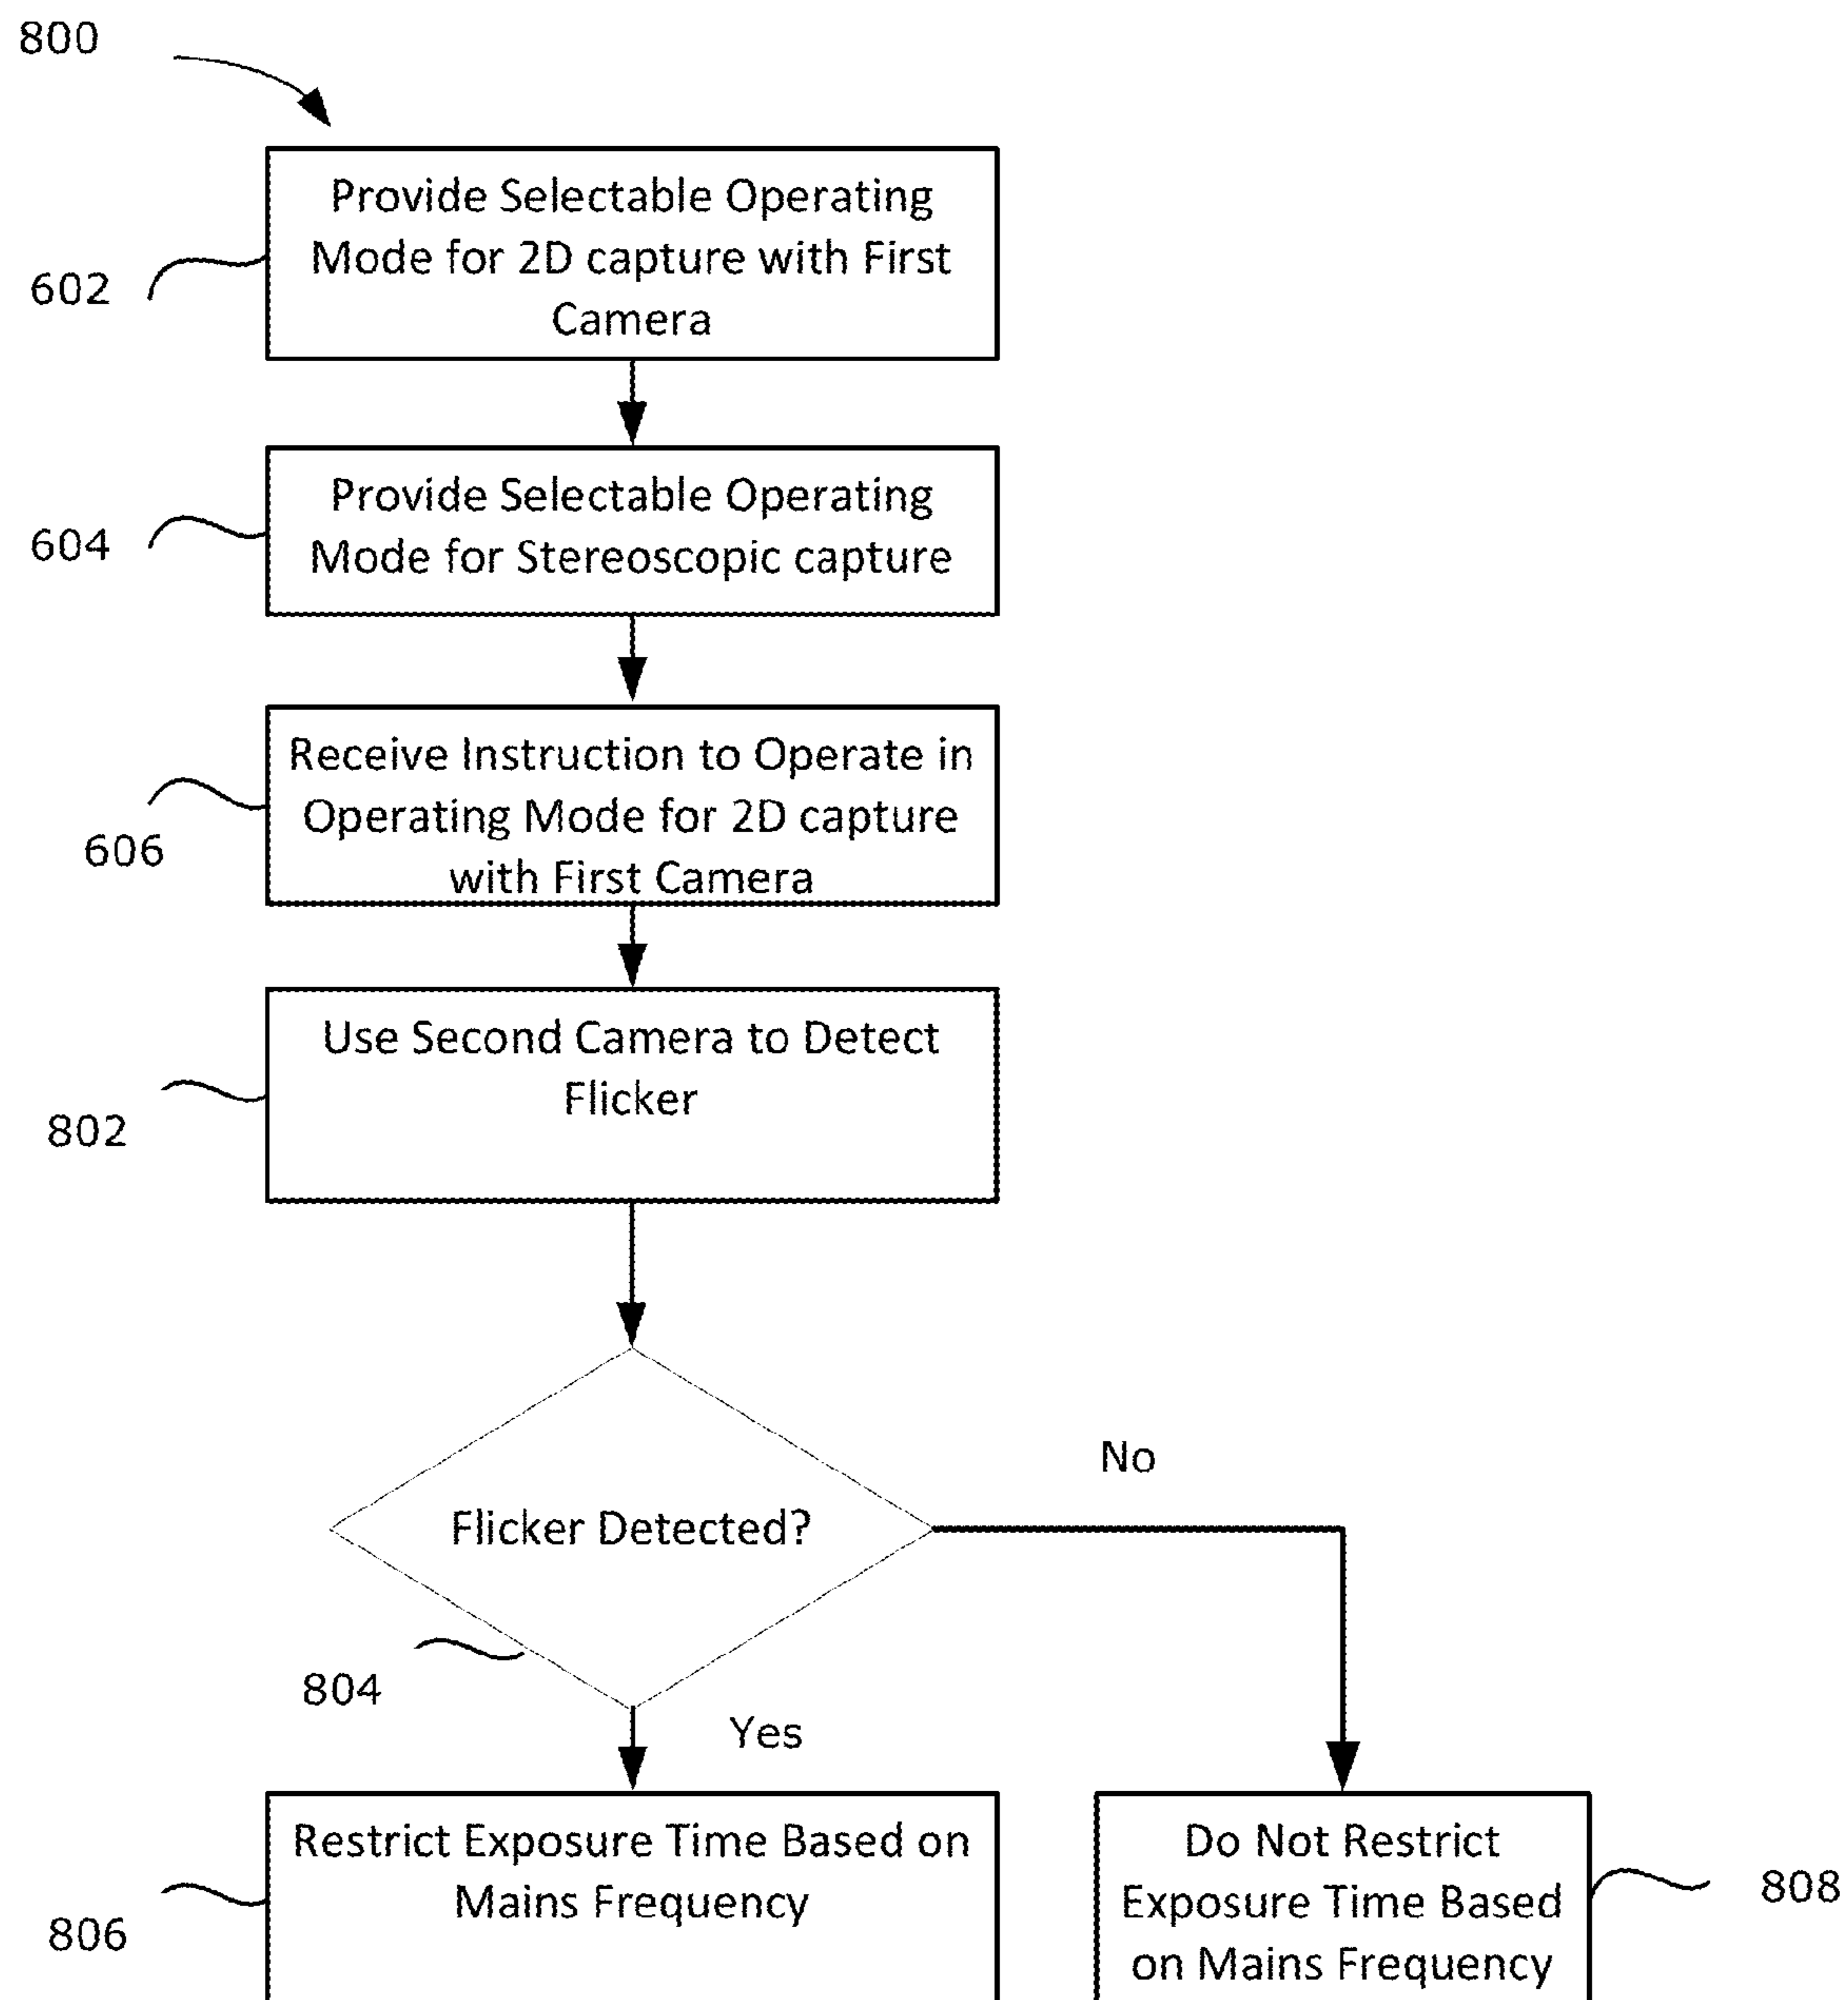 800
Provide Selectable Operating
Mode for 2D capture with First
Camera
602
Provide Selectable Operating
Mode for Stereoscopic capture
604
Receive Instruction to Operate in
Operating Mode for 2D capture
with First Camera
606
Use Second Camera to Detect
Flicker
802
Flicker Detected?
No
804
Yes
Restrict Exposure Time Based on
Mains Frequency
806
Do Not Restrict
Exposure Time Based
on Mains Frequency
808